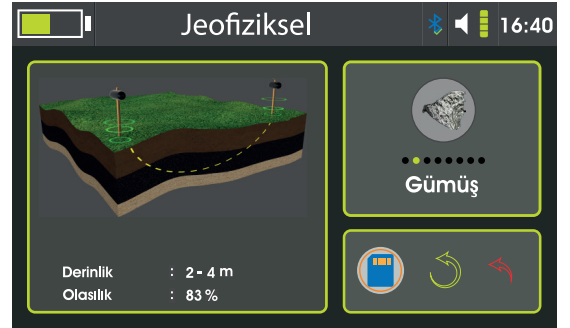 Jeofiziksel
16:40
Gümüş
Derinlik : 2 - 4 m
Olasılık : 83 %